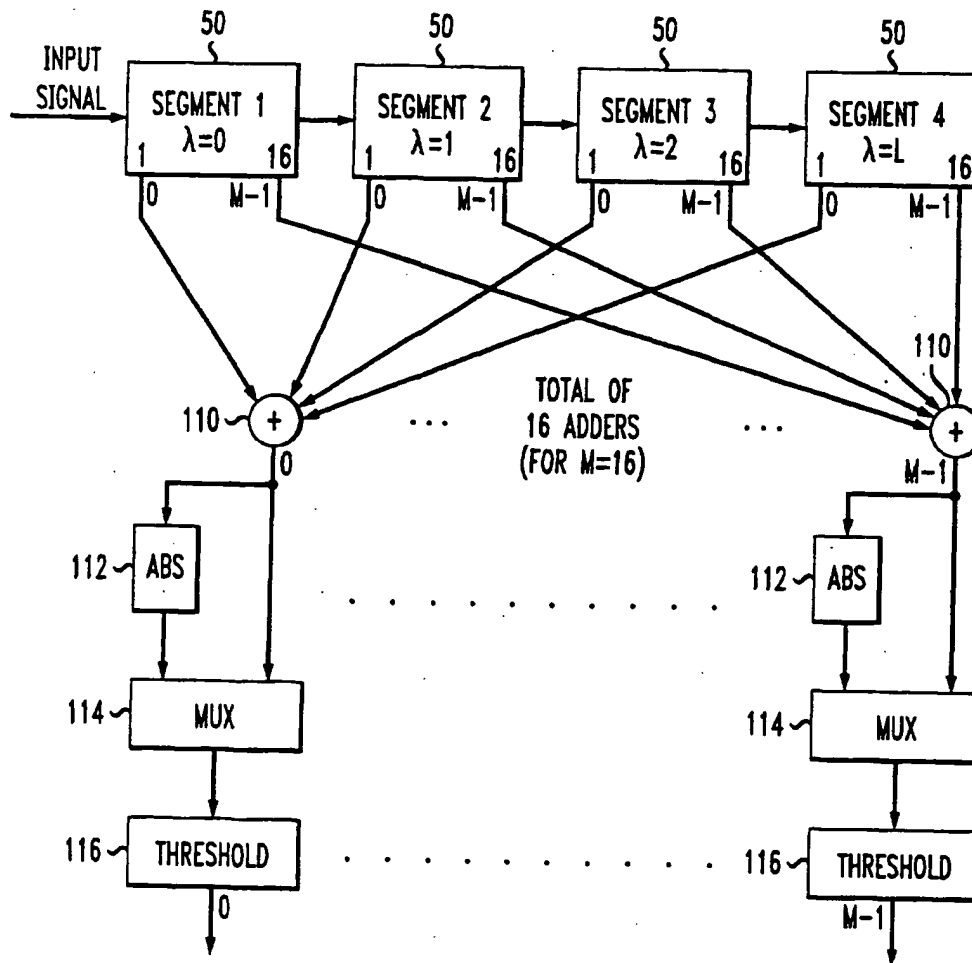 50 50 50 50
INPUT SIGNAL
SEGMENT 1 λ=0
1 16
0 M-1
SEGMENT 2 λ=1
1 16
0 M-1
SEGMENT 3 λ=2
1 16
0 M-1
SEGMENT 4 λ=L
1 16
0 M-1
110 + 0
... TOTAL OF ...
16 ADDERS
(FOR M=16)
110 + M-1
112 ABS
112 ABS
114 MUX
114 MUX
116 THRESHOLD
116 THRESHOLD
0
M-1